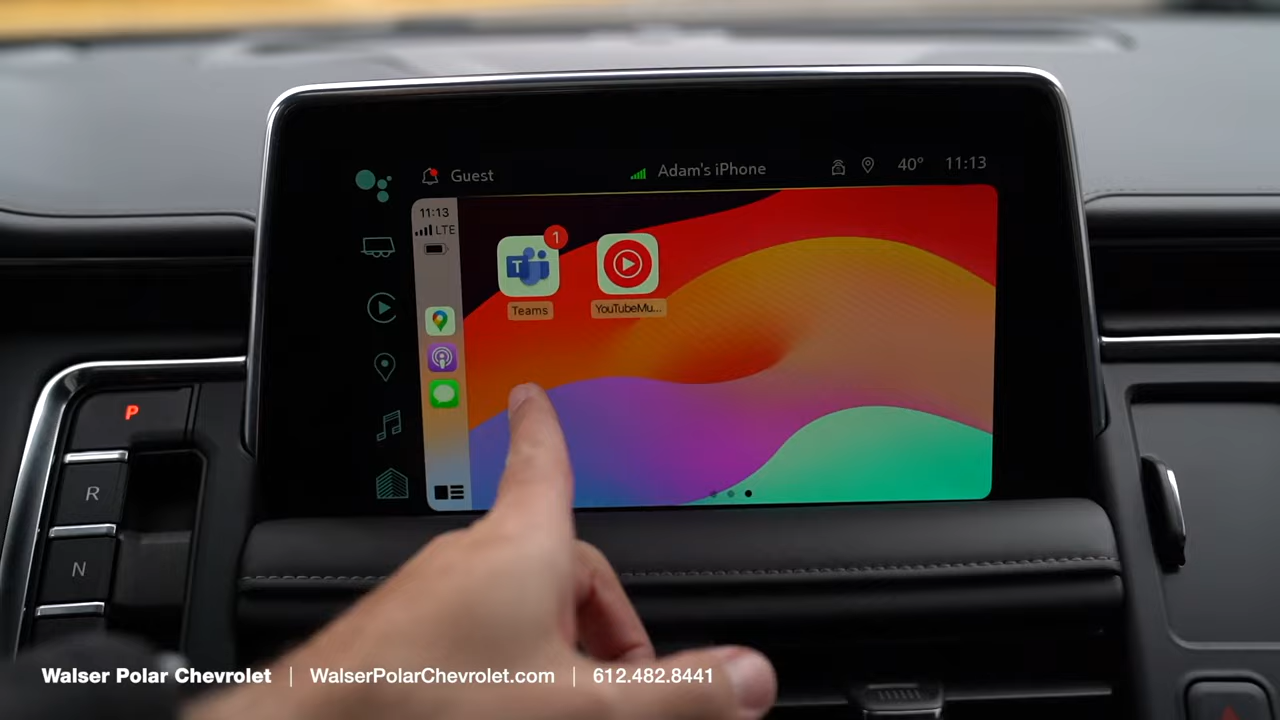 Guest
Adam's iPhone
40°
11:13
11:13
LTE
1
T
Teams
YouTubeMu...
P
R
N
Walser Polar Chevrolet | WalserPolarChevrolet.com | 612.482.8441